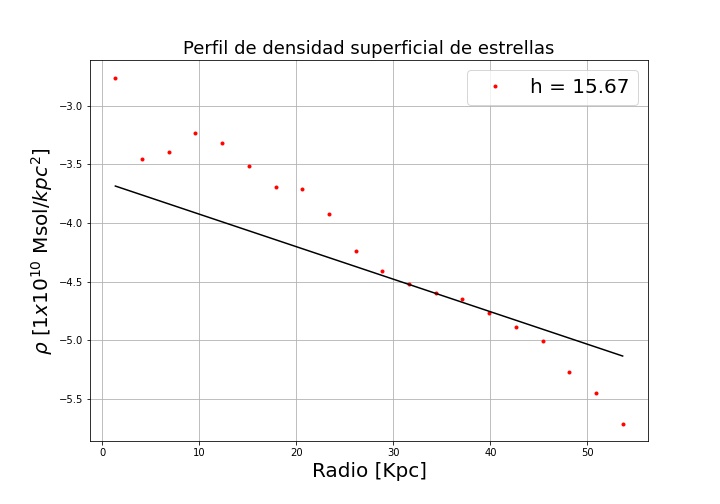 Perfil de densidad superficial de estrellas
h = 15.67
ρ [1x10^10 Msol/kpc^2]
−3.0
−3.5
−4.0
−4.5
−5.0
−5.5
0 10 20 30 40 50
Radio [Kpc]